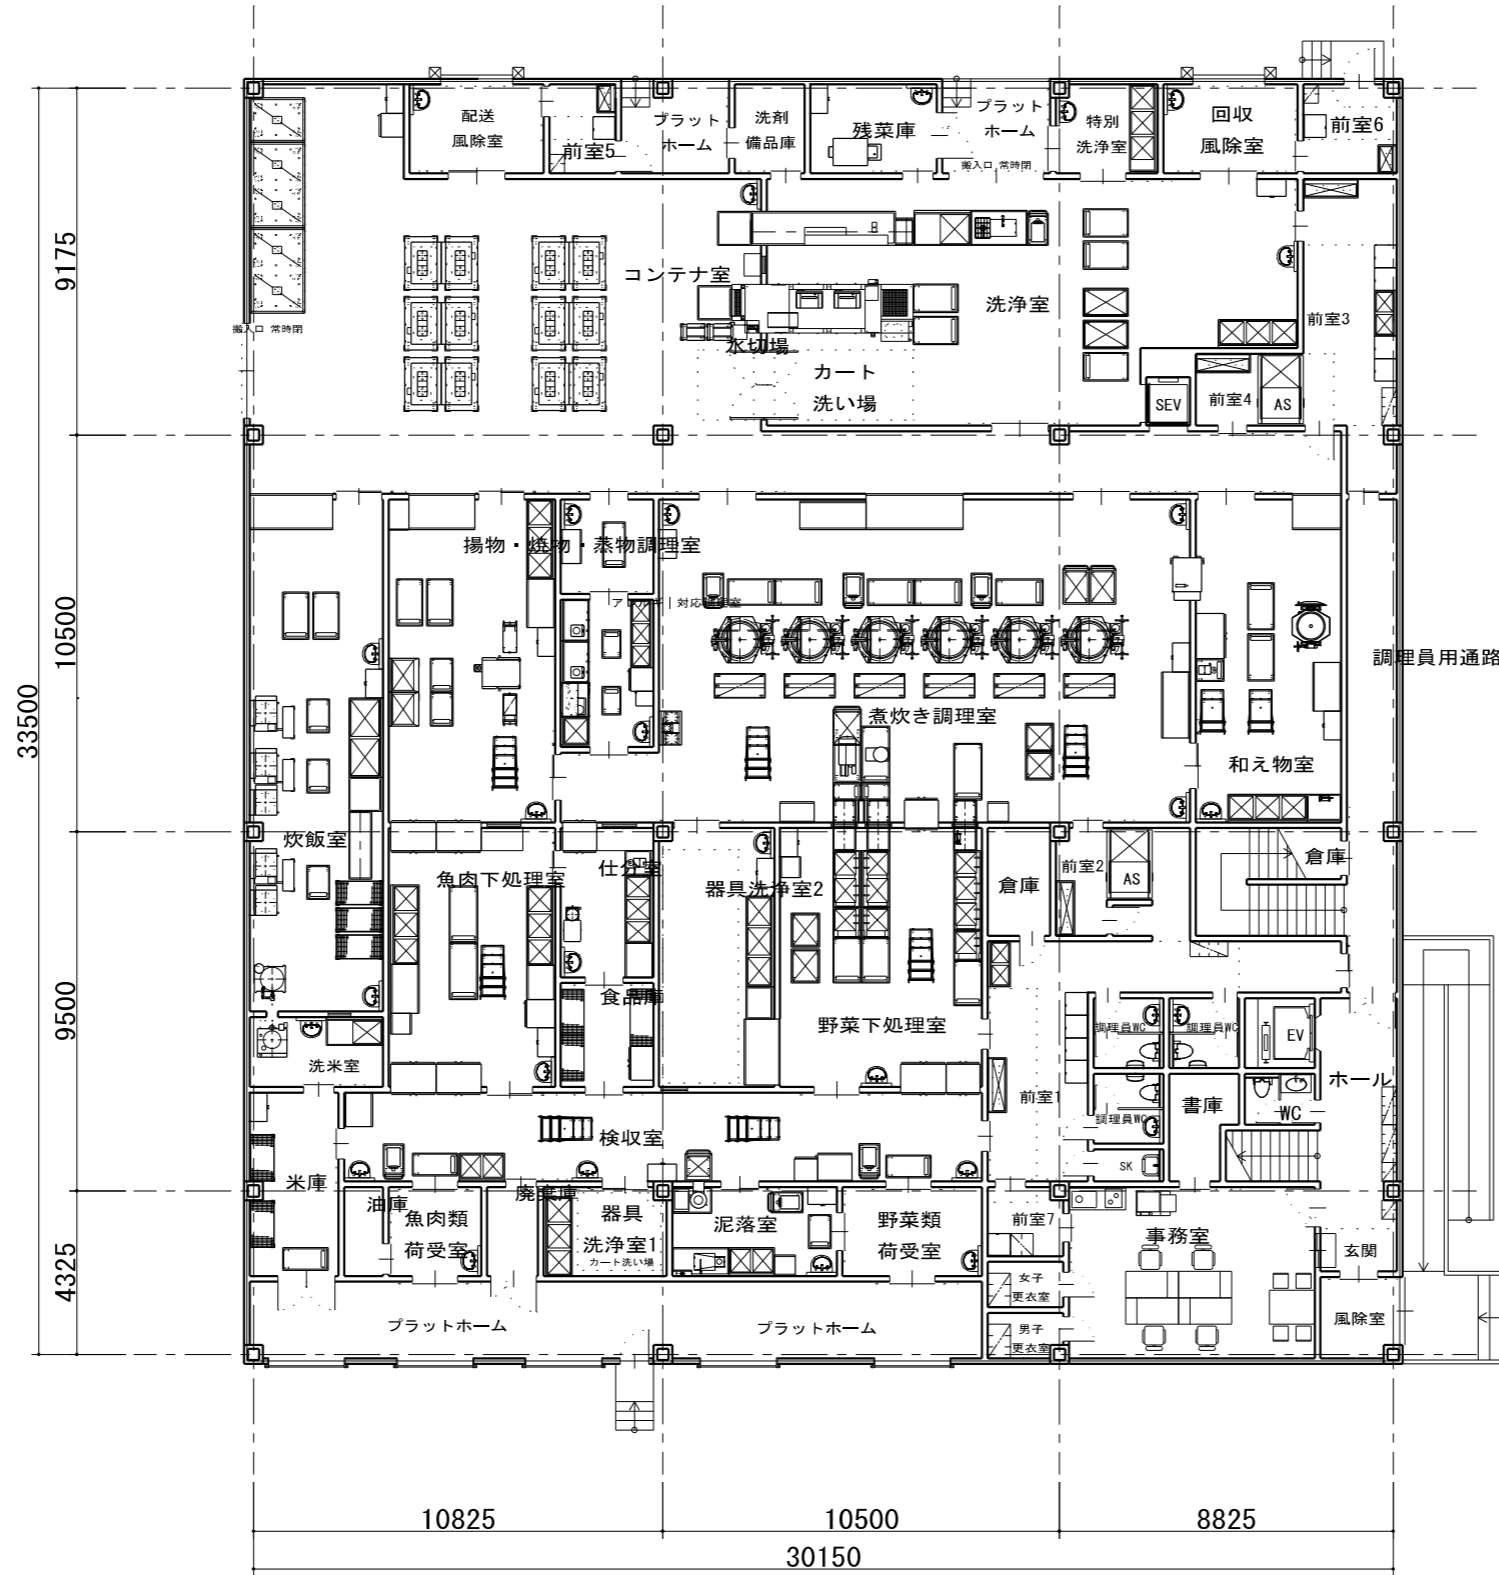 配送
風除室
前室5
プラット
ホーム
洗剤
備品庫
残菜庫
プラット
ホーム
搬入口 常時閉
特別
洗浄室
回収
風除室
前室6
9175
コンテナ室
洗浄室
前室3
搬入口 常時閉
水切場
カート
洗い場
SEV
前室4
AS
33500
10500
揚物・焼物・蒸物調理室
アレルギー対応調理室
調理員用通路
煮炊き調理室
和え物室
炊飯室
魚肉下処理室
仕分室
器具洗浄室2
倉庫
前室2
AS
倉庫
9500
食品庫
野菜下処理室
調理員WC
調理員WC
EV
洗米室
前室1
ホール
調理員WC
書庫
WC
検収室
SK
米庫
油庫
魚肉類
荷受室
廃棄庫
器具
洗浄室1
カート洗い場
泥落室
野菜類
荷受室
前室7
事務室
玄関
4325
女子
更衣室
プラットホーム
プラットホーム
男子
更衣室
風除室
10825
10500
8825
30150